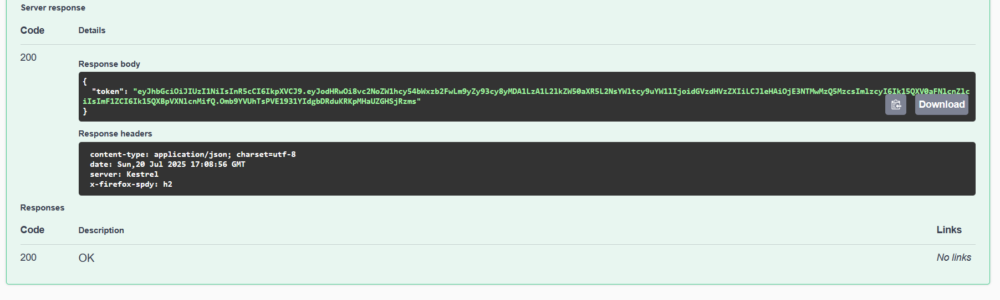 Server response
Code Details
200
Response body
{
"token": "eyJhbGciOiJIUzI1NiIsInR5cCI6IkpXVCJ9.eyJodHRwOi8vc2NoZW1hcy54bWxzb2FwLm9yZy93cy8yMDA1LzA1L2lkZW50aXR5L2NsYWltcy9uYW1lIjoidGVzdHVzZXIiLCJleHAiOjE3NTMwMzQ5MzcsImlzcyI6Ik15QXV0aFNlcnZlc
iIsImF1ZCI6Ik15QXBpVXNlcnMifQ.Omb9YVUhTsPVE1931YIdgbDRduKRKpMHaUZGHSjRzms"
}
Download
Response headers
content-type: application/json; charset=utf-8
date: Sun,20 Jul 2025 17:08:56 GMT
server: Kestrel
x-firefox-spdy: h2
Responses
Code Description Links
200 OK No links